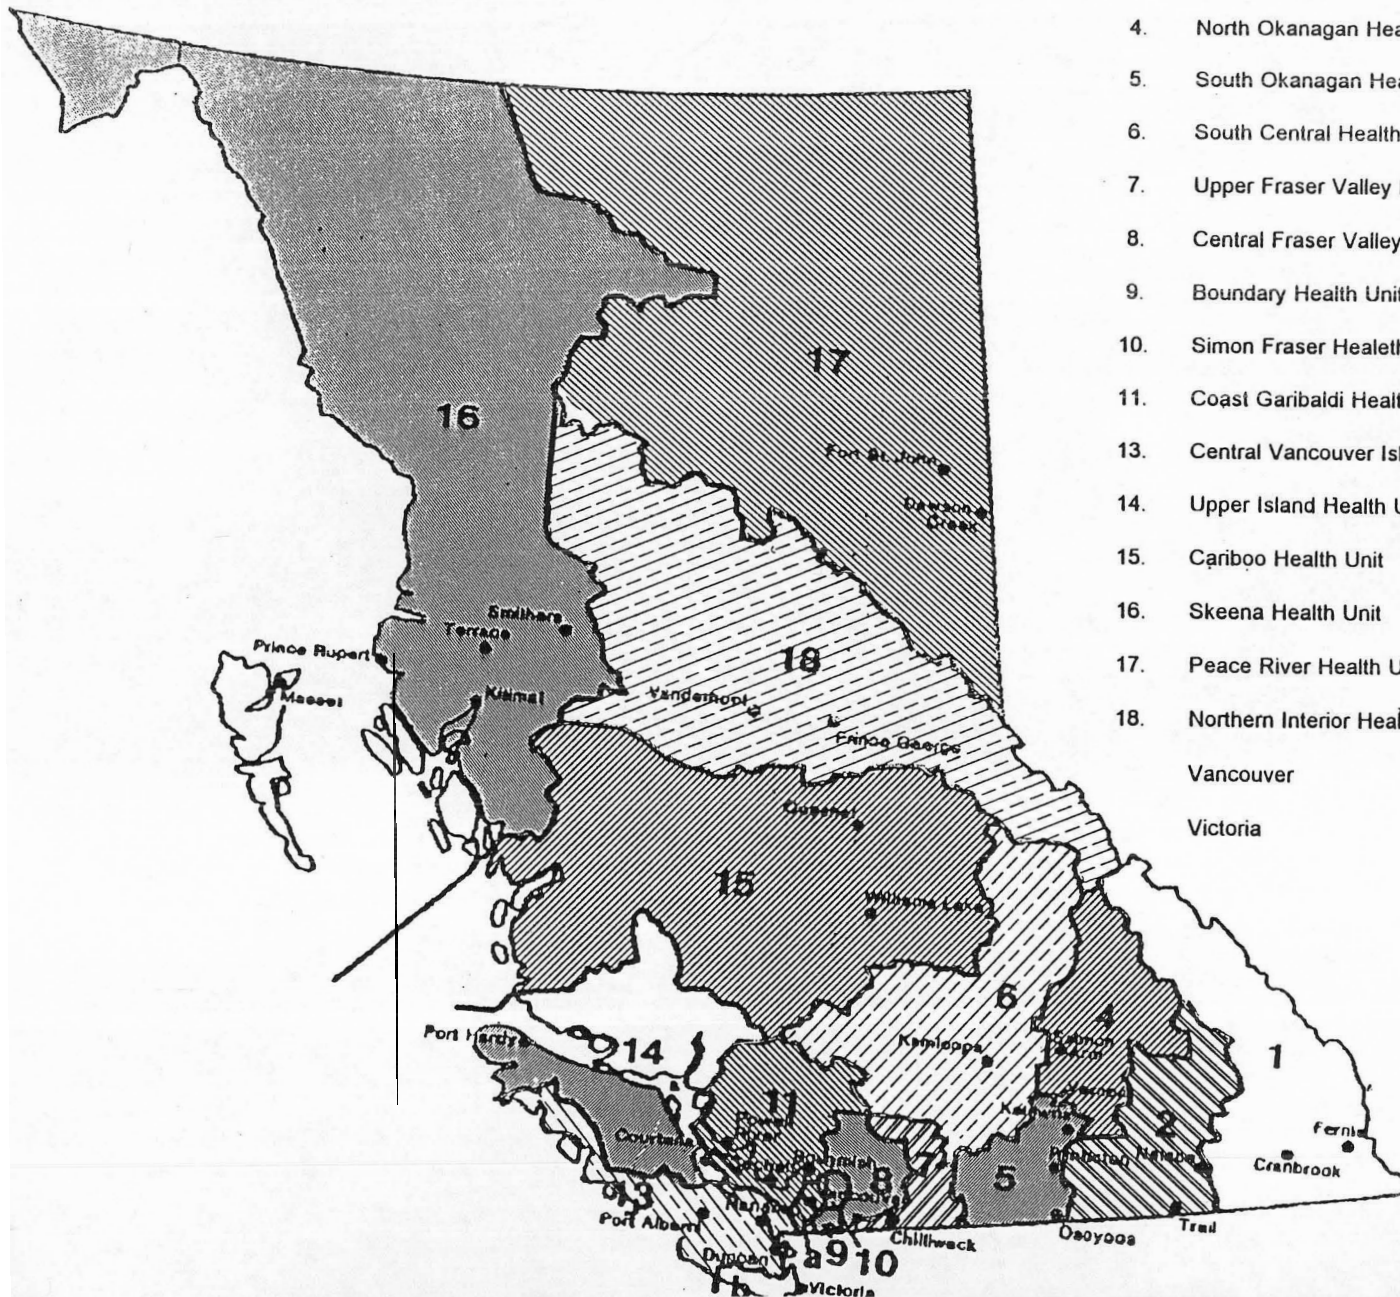 4. North Okanagan Hea
5. South Okanagan Hea
6. South Central Health
7. Upper Fraser Valley
8. Central Fraser Valley
9. Boundary Health Unit
10. Simon Fraser Healeth
11. Coast Garibaldi Healt
13. Central Vancouver Isl
14. Upper Island Health U
15. Cariboo Health Unit
16. Skeena Health Unit
17. Peace River Health U
18. Northern Interior Heal
Vancouver
Victoria
17
16
Fort St. John
Dawson
Creek
Smithers
Terrace
Prince Rupert
18
Masset
Kitimat
Vanderhoof
Prince George
Quesnel
15
Williams Lake
6
4
Port Hardy
14
Kamloops
Salmon
Arm
1
11
Vernon
Kelowna
Powell
River
2
Courtenay
Fernie
Sechelt
Squamish
7
Penticton
Nelson
Cranbrook
8
5
13
Vancouver
Port Alberni
Nanaimo
Trail
Chilliwack
Osoyoos
Duncan
a
9
10
b
Victoria